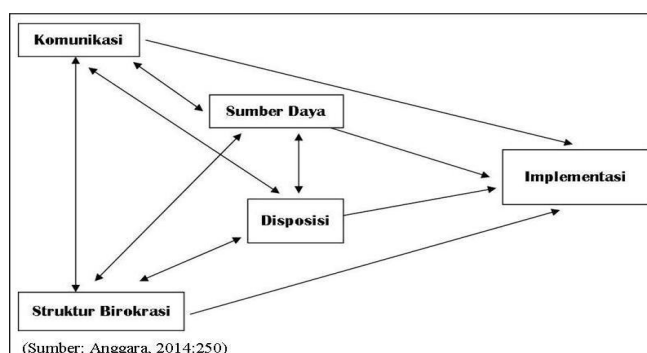 Komunikasi
Sumber Daya
Implementasi
Disposisi
Struktur Birokrasi
(Sumber: Anggara, 2014:250)